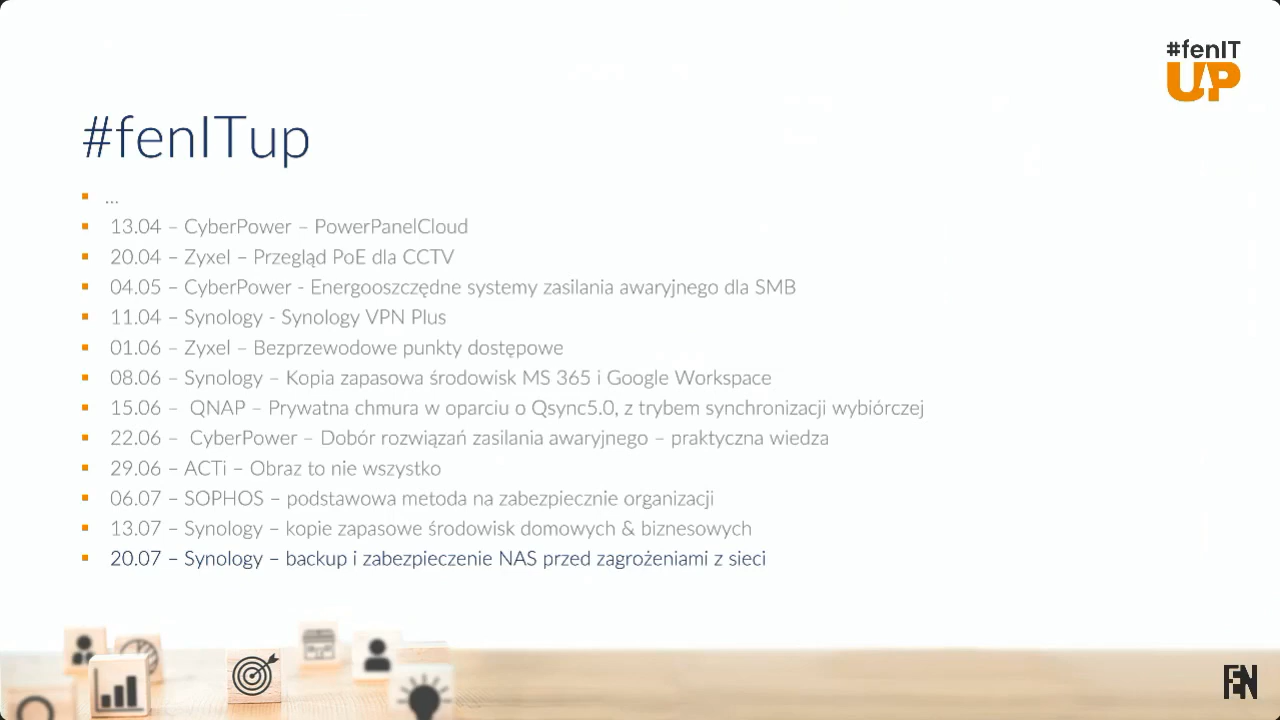 #fenIT
UP
#fenITup
...
13.04 – CyberPower – PowerPanelCloud
20.04 – Zyxel – Przegląd PoE dla CCTV
04.05 – CyberPower - Energooszczędne systemy zasilania awaryjnego dla SMB
11.04 – Synology - Synology VPN Plus
01.06 – Zyxel – Bezprzewodowe punkty dostępowe
08.06 – Synology – Kopia zapasowa środowisk MS 365 i Google Workspace
15.06 – QNAP – Prywatna chmura w oparciu o Qsync5.0, z trybem synchronizacji wybiórczej
22.06 – CyberPower – Dobór rozwiązań zasilania awaryjnego – praktyczna wiedza
29.06 – ACTi – Obraz to nie wszystko
06.07 – SOPHOS – podstawowa metoda na zabezpiecznie organizacji
13.07 – Synology – kopie zapasowe środowisk domowych & biznesowych
20.07 – Synology – backup i zabezpieczenie NAS przed zagrożeniami z sieci
FEN